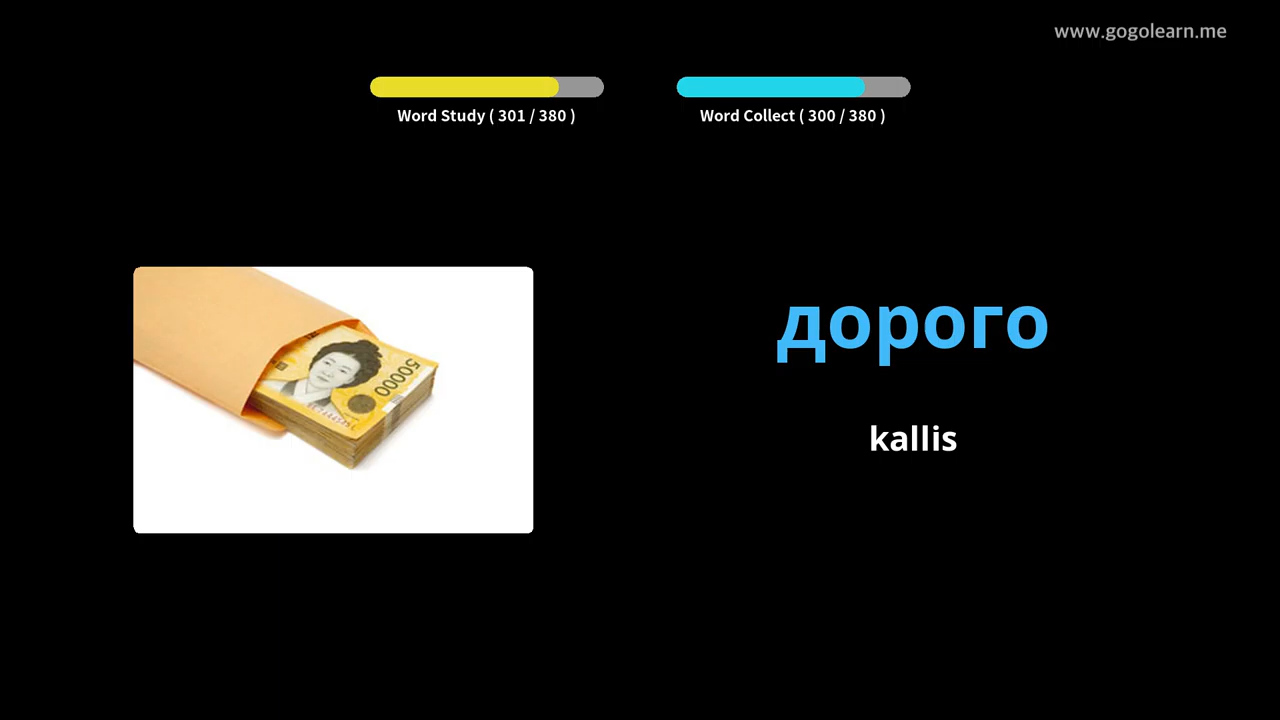 www.gogolearn.me
Word Study ( 301 / 380 )
Word Collect ( 300 / 380 )
50000
дорого
kallis